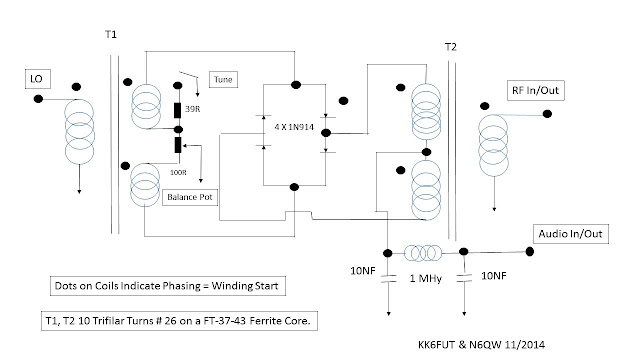 T1
T2
LO
Tune
RF In/Out
39R
4 X 1N914
100R
Balance Pot
Audio In/Out
10NF
1 MHy
10NF
Dots on Coils Indicate Phasing = Winding Start
T1, T2 10 Trifilar Turns # 26 on a FT-37-43 Ferrite Core.
KK6FUT & N6QW 11/2014